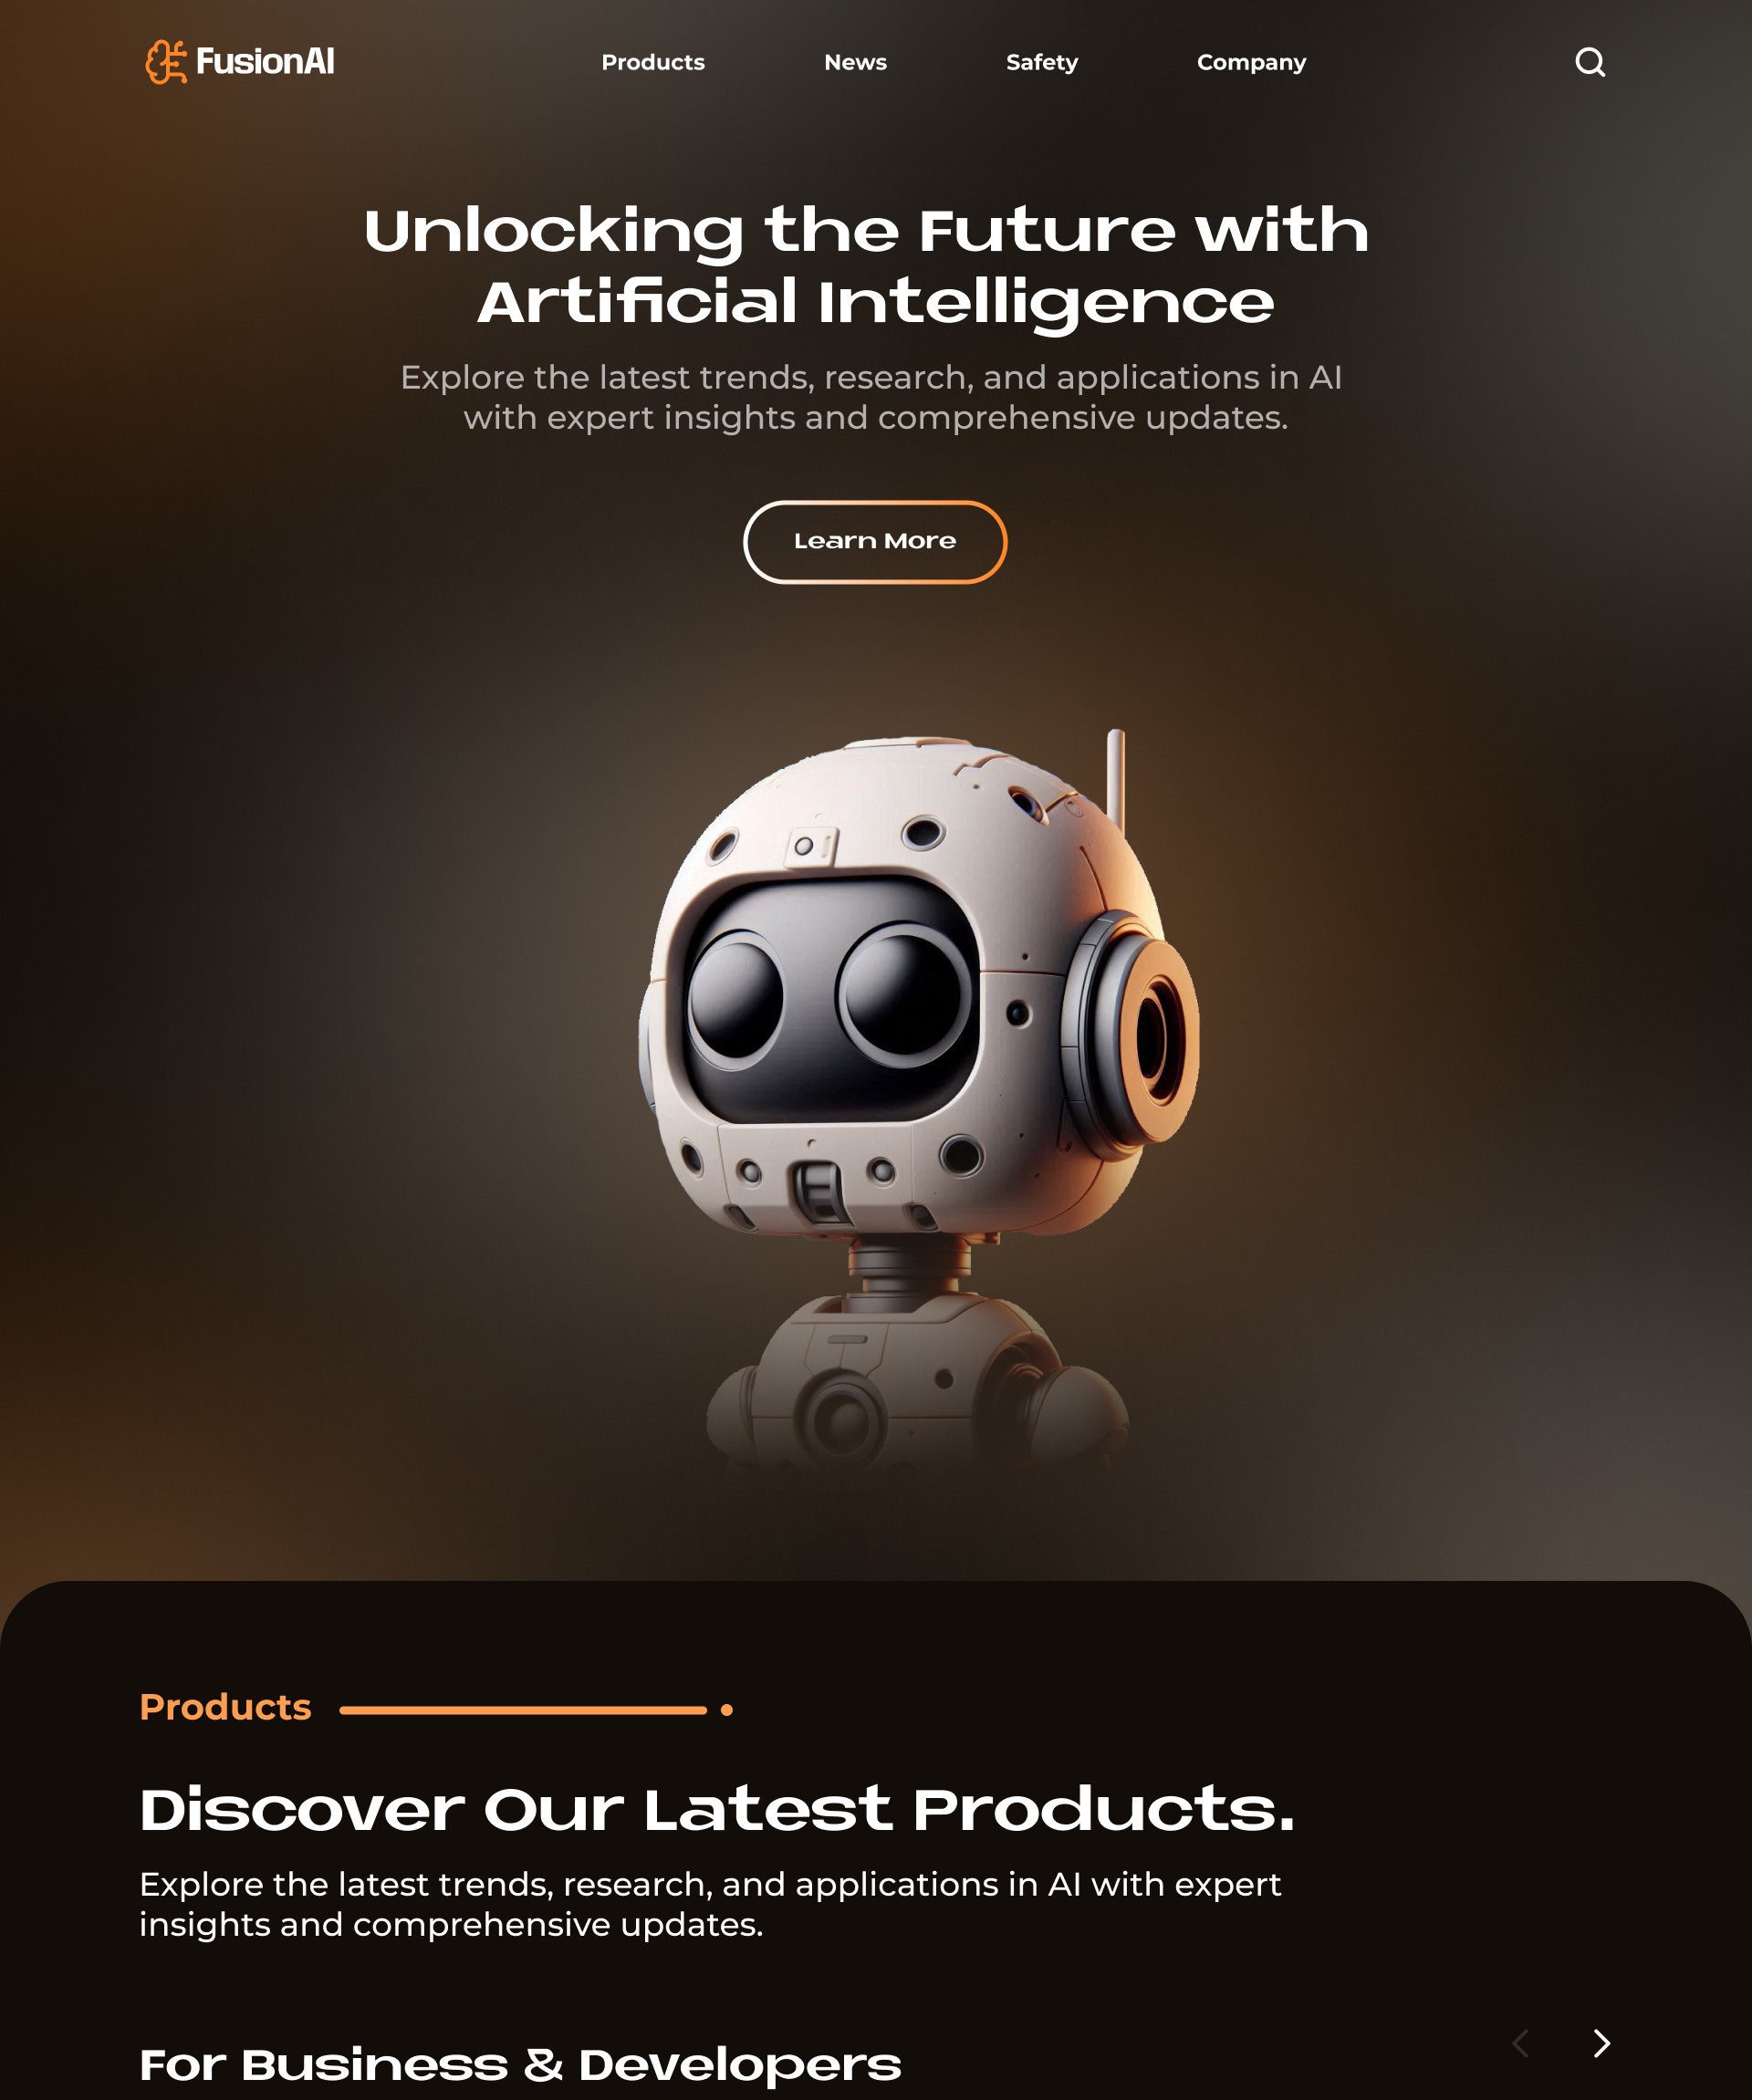 FusionAI
Products
News
Safety
Company
Unlocking the Future with
Artificial Intelligence
Explore the latest trends, research, and applications in AI
with expert insights and comprehensive updates.
Learn More
Products
Discover Our Latest Products.
Explore the latest trends, research, and applications in AI with expert
insights and comprehensive updates.
For Business & Developers